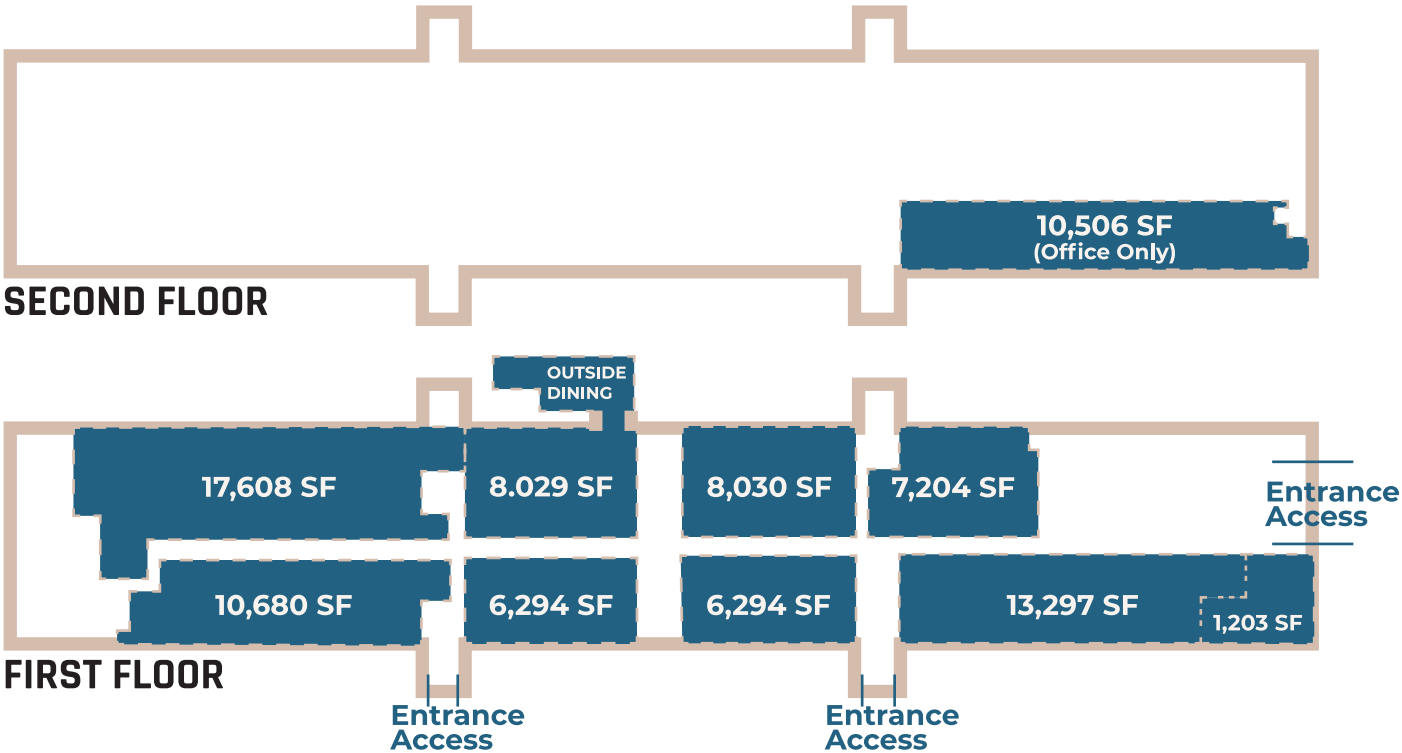 10,506 SF
(Office Only)
SECOND FLOOR
OUTSIDE
DINING
17,608 SF
8.029 SF
8,030 SF
7,204 SF
Entrance
Access
10,680 SF
6,294 SF
6,294 SF
13,297 SF
1,203 SF
FIRST FLOOR
Entrance
Access
Entrance
Access